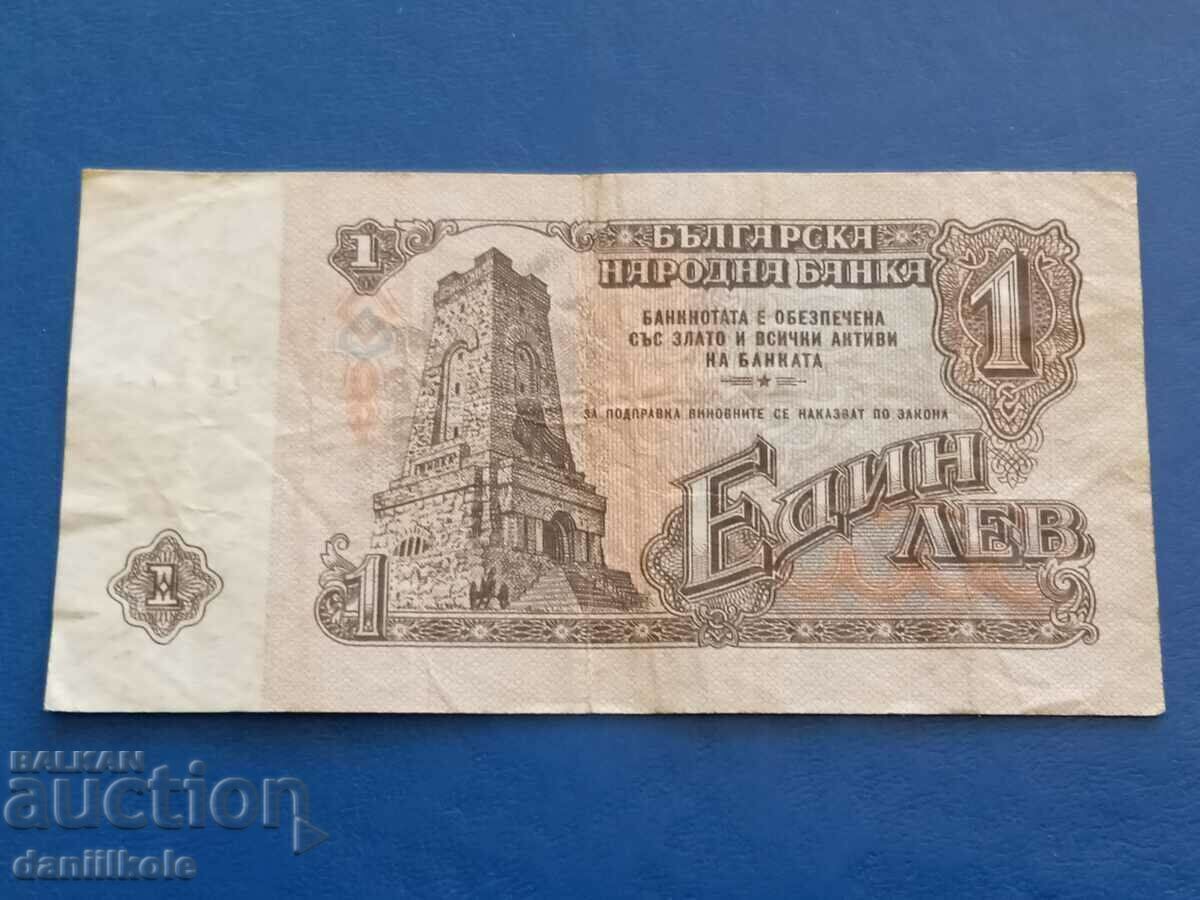 1
БЪЛГАРСКА
НАРОДНА БАНКА
1
БАНКНОТАТА Е ОБЕЗПЕЧЕНА
СЪС ЗЛАТО И ВСИЧКИ АКТИВИ
НА БАНКАТА
ЗА ПОДПРАВКА ВИНОВНИТЕ СЕ НАКАЗВАТ ПО ЗАКОНА
ЕДИН
ЛЕВ
1
1
BALKAN
auction
daniilkole